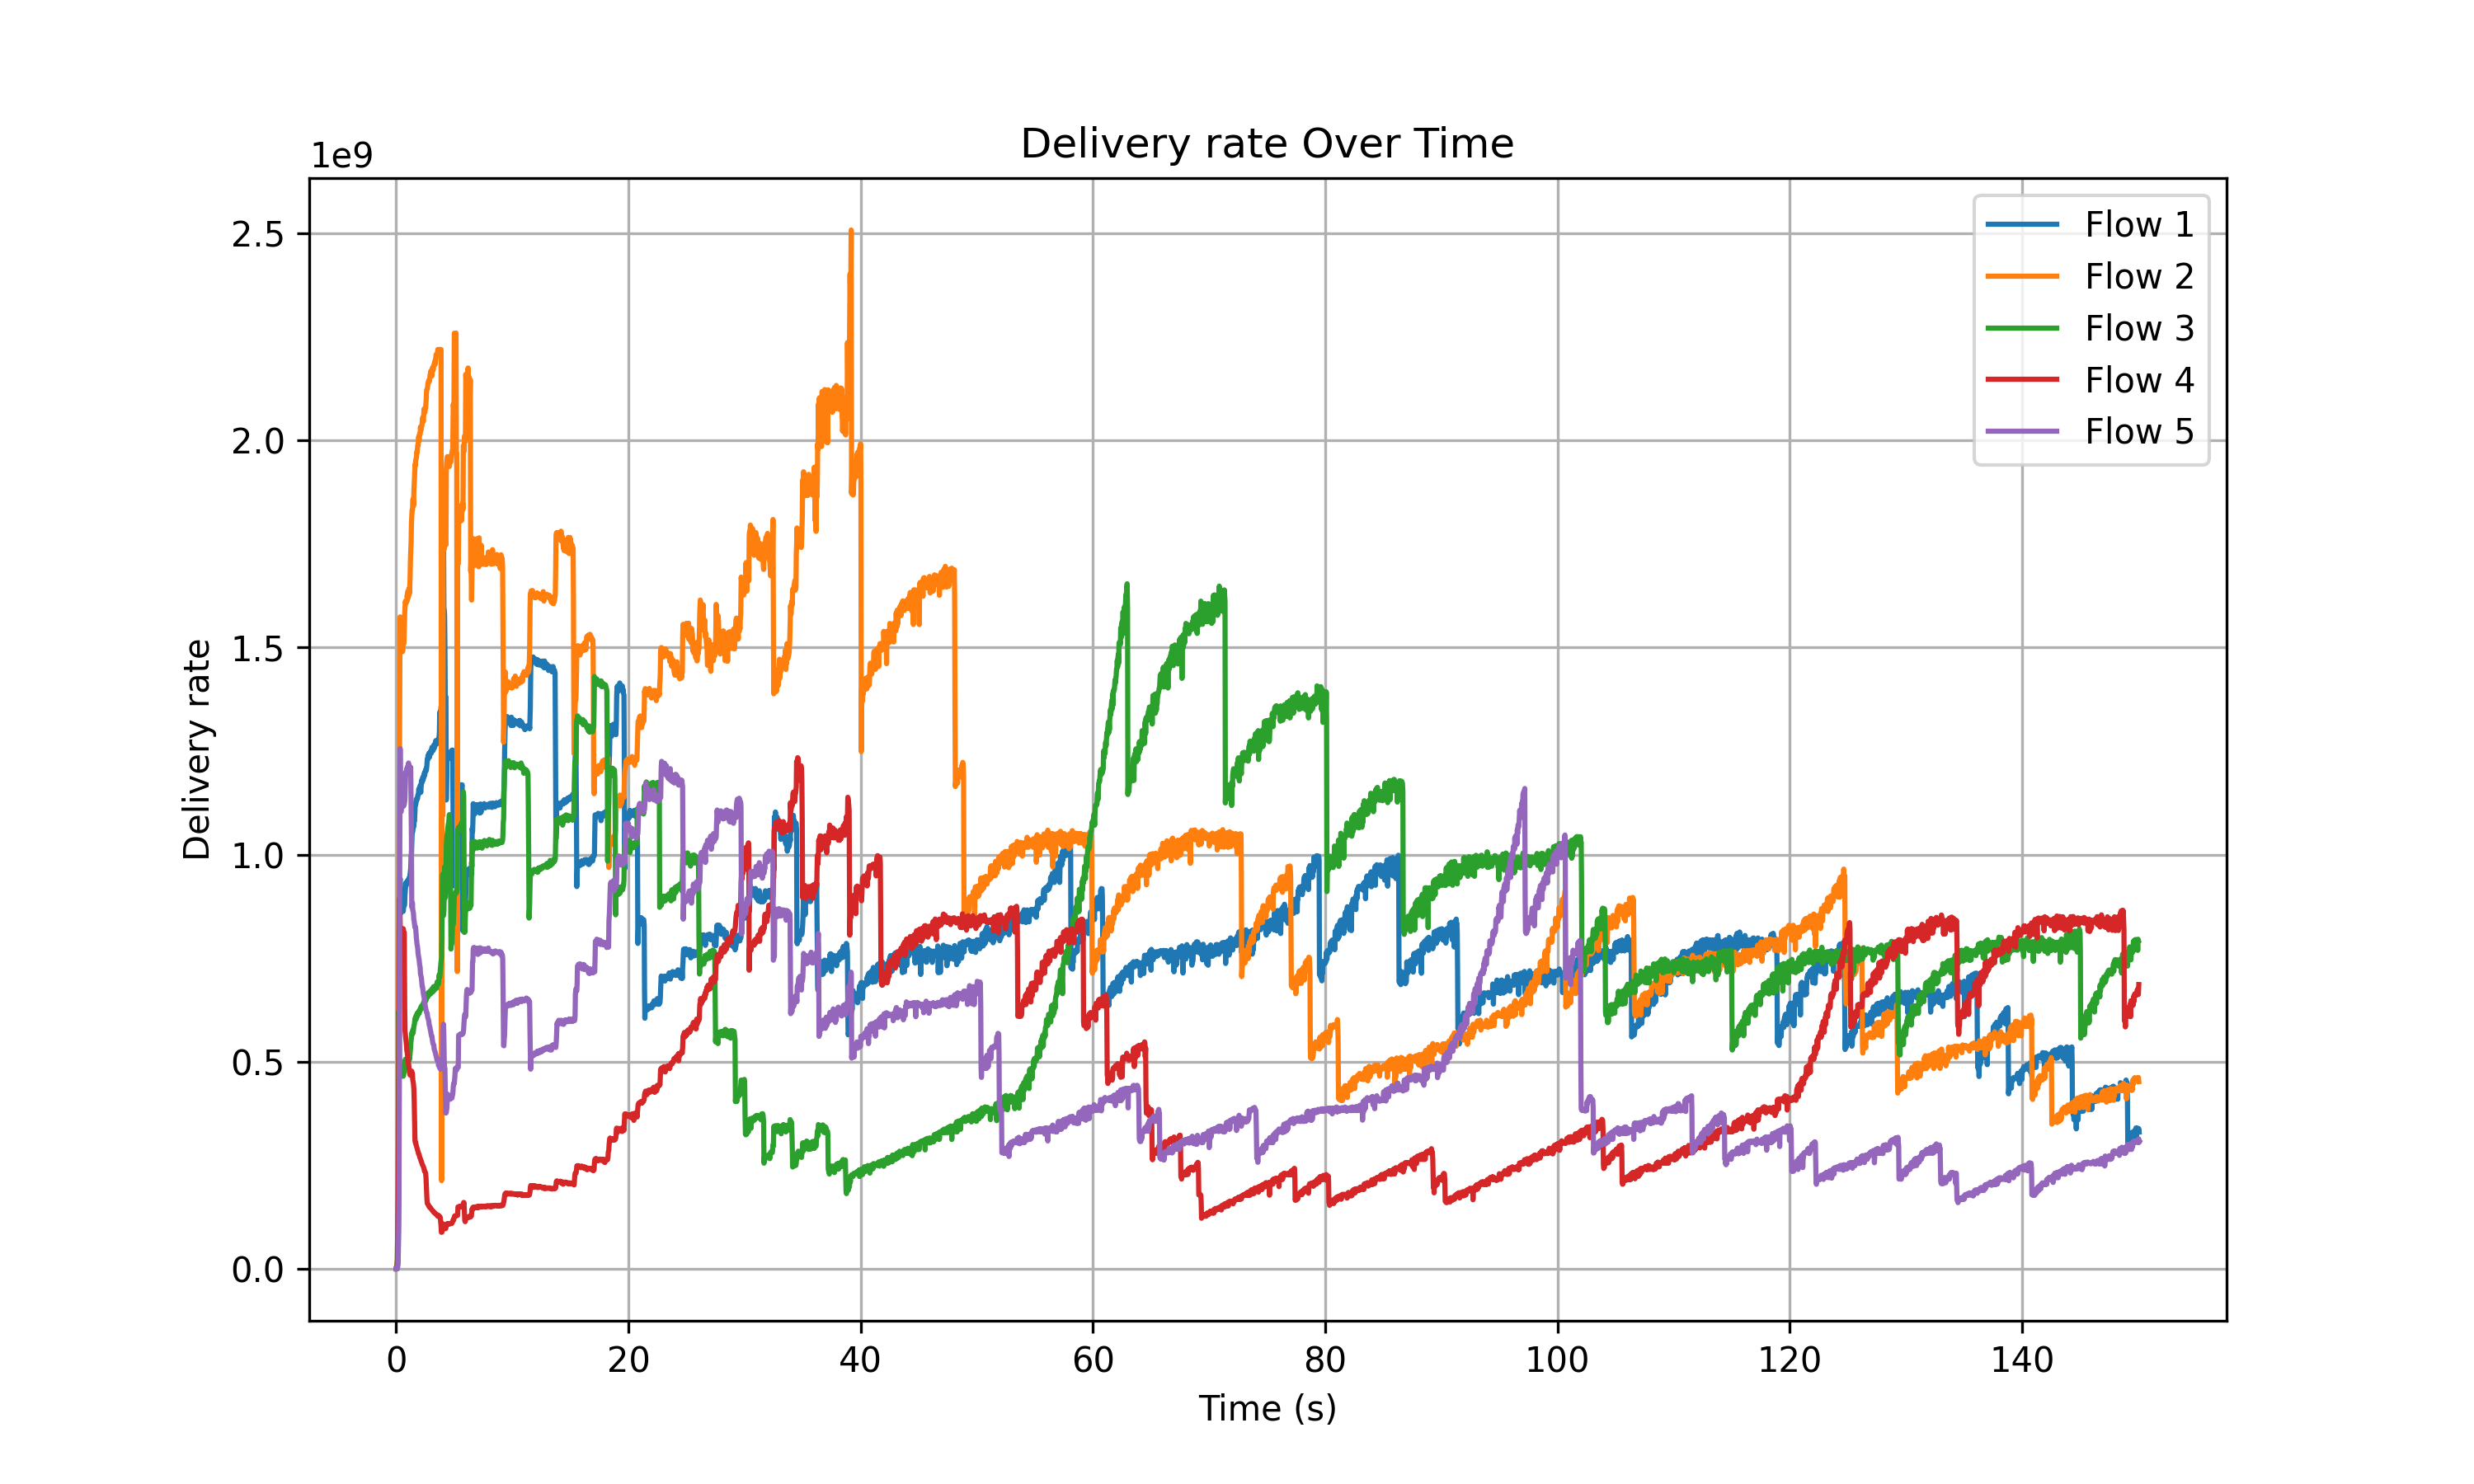 Delivery rate Over Time
1e9
2.5
2.0
1.5
1.0
0.5
0.0
Delivery rate
0 20 40 60 80 100 120 140
Time (s)
Flow 1
Flow 2
Flow 3
Flow 4
Flow 5